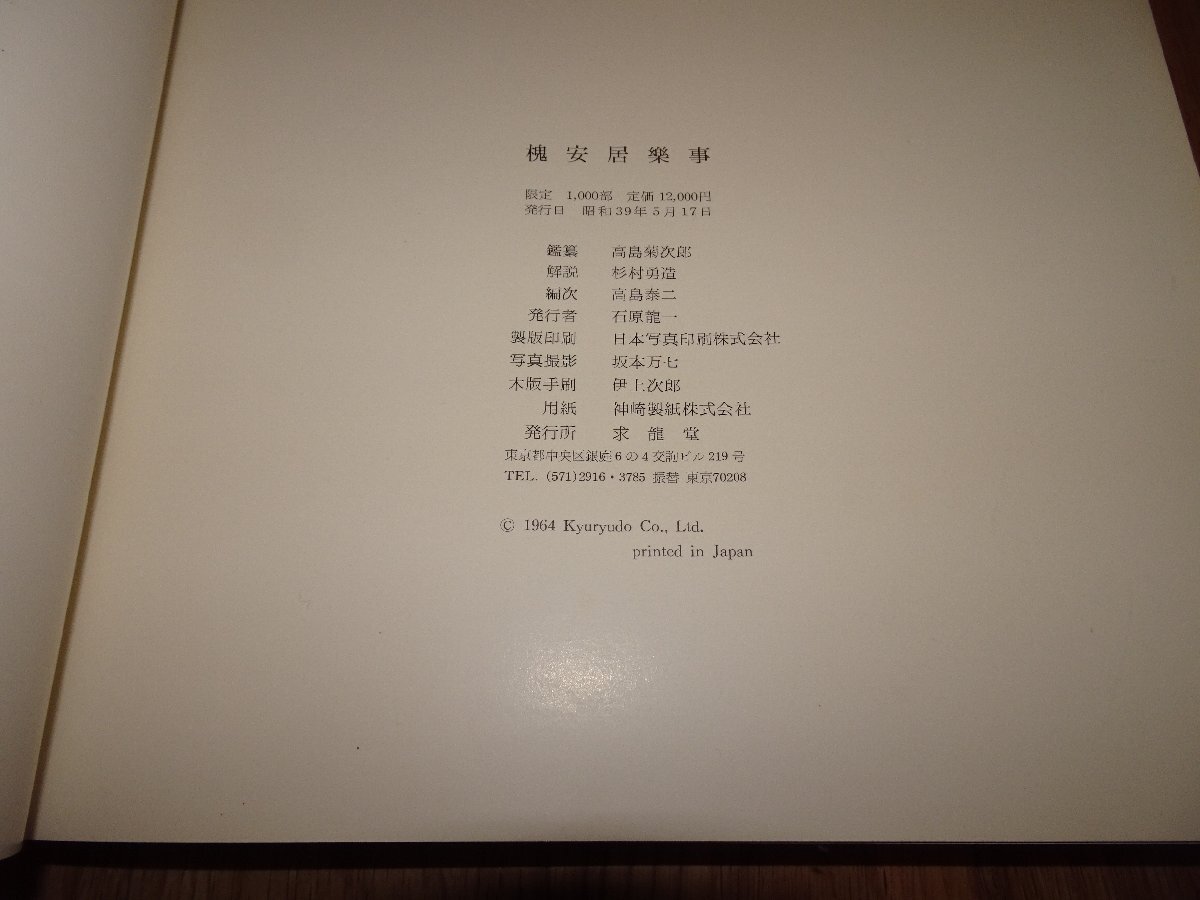 槐安居樂事
限定 1,000部 定価 12,000円
発行日 昭和39年5月17日
鑑纂 高島菊次郎
解説 杉村勇造
編次 高島泰二
発行者 石原龍一
製版印刷 日本写真印刷株式会社
写真撮影 坂本万七
木版手刷 伊上次郎
用紙 神崎製紙株式会社
発行所 求龍堂
東京都中央区銀座6の4交詢ビル219号
TEL. (571)2916・3785 振替 東京70208
© 1964 Kyuryudo Co., Ltd.
printed in Japan